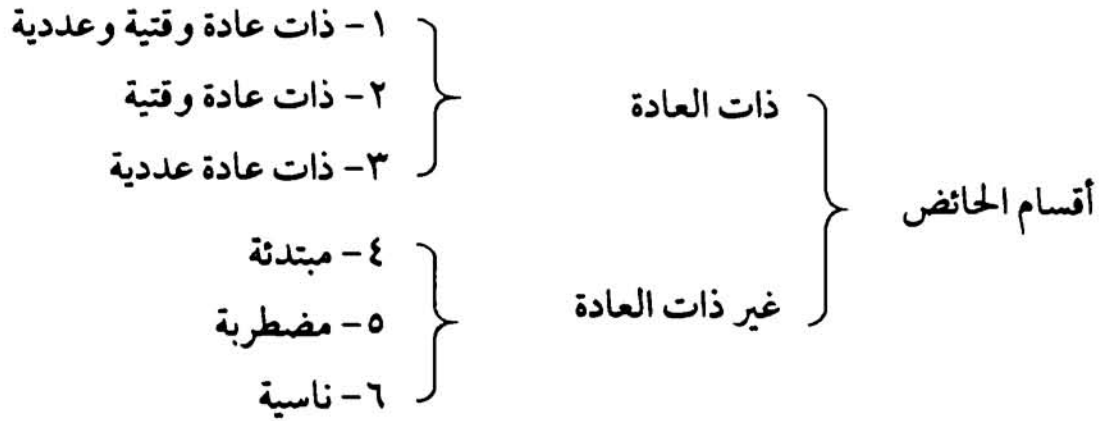 أقسام الحائض
ذات العادة
١- ذات عادة وقتية وعددية
٢- ذات عادة وقتية
٣- ذات عادة عددية
غير ذات العادة
٤- مبتدئة
٥- مضطربة
٦- ناسية